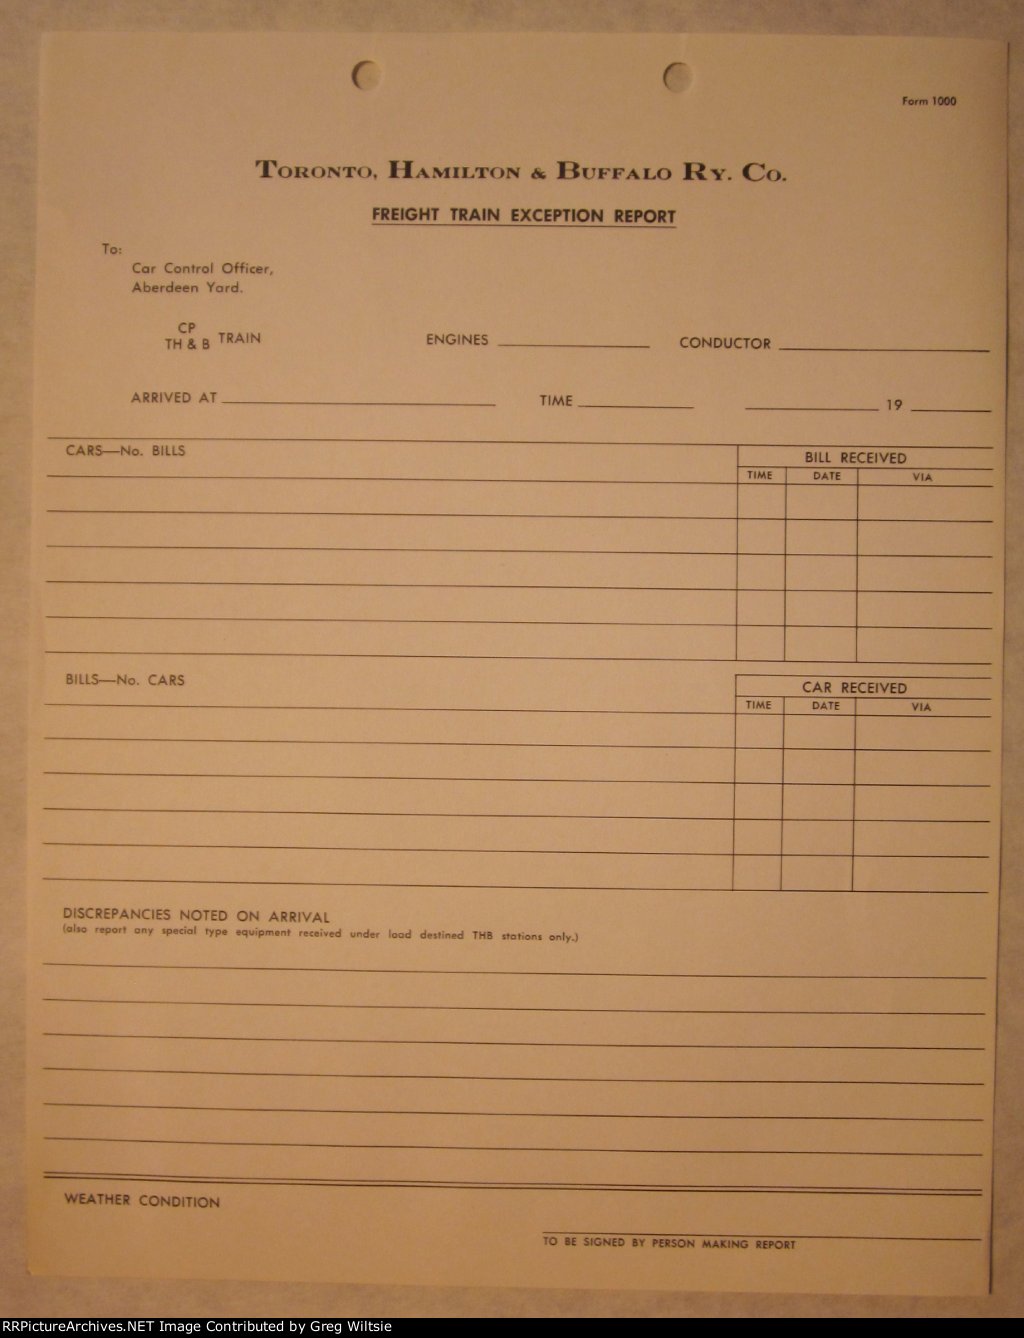 Form 1000
TORONTO, HAMILTON & BUFFALO RY. CO.
FREIGHT TRAIN EXCEPTION REPORT
To:
Car Control Officer,
Aberdeen Yard.
CP
TH & B TRAIN ENGINES CONDUCTOR
ARRIVED AT TIME 19
CARS—No. BILLS BILL RECEIVED
TIME DATE VIA
BILLS—No. CARS CAR RECEIVED
TIME DATE VIA
DISCREPANCIES NOTED ON ARRIVAL
(also report any special type equipment received under load destined THB stations only.)
WEATHER CONDITION
TO BE SIGNED BY PERSON MAKING REPORT
RRPictureArchives.NET Image Contributed by Greg Wiltsie